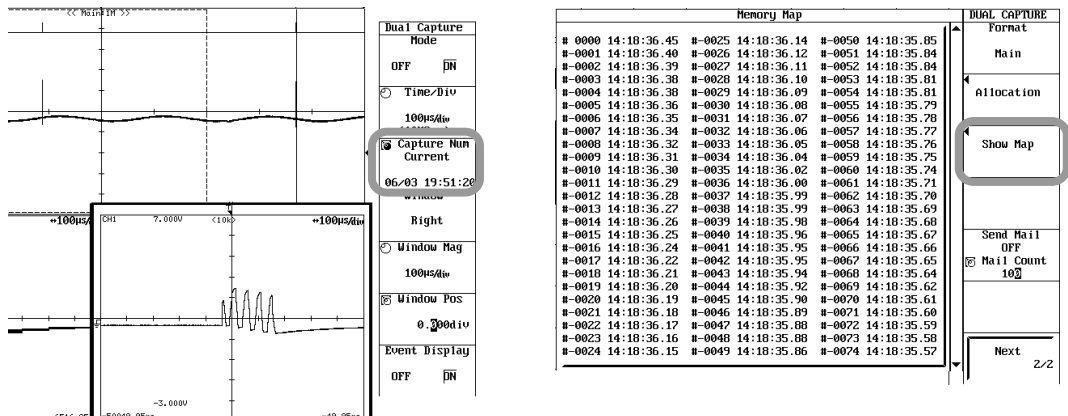 << Main:1M >>
Dual Capture
Mode
OFF ON
Time/Div
100µs/div
Capture Num
Current
06/03 19:51:20
Window
Right
Window Mag
100µs/div
Window Pos
0.000div
Event Display
OFF ON
↔100µs/
CH1 7.000V <10k> ↔100µs/div
-3.000V
Memory Map
# 0000 14:18:36.45 #-0025 14:18:36.14 #-0050 14:18:35.85
#-0001 14:18:36.40 #-0026 14:18:36.12 #-0051 14:18:35.84
#-0002 14:18:36.39 #-0027 14:18:36.11 #-0052 14:18:35.84
#-0003 14:18:36.38 #-0028 14:18:36.10 #-0053 14:18:35.81
#-0004 14:18:36.38 #-0029 14:18:36.09 #-0054 14:18:35.81
#-0005 14:18:36.36 #-0030 14:18:36.08 #-0055 14:18:35.79
#-0006 14:18:36.35 #-0031 14:18:36.07 #-0056 14:18:35.78
#-0007 14:18:36.34 #-0032 14:18:36.06 #-0057 14:18:35.77
#-0008 14:18:36.32 #-0033 14:18:36.05 #-0058 14:18:35.76
#-0009 14:18:36.31 #-0034 14:18:36.04 #-0059 14:18:35.75
#-0010 14:18:36.30 #-0035 14:18:36.02 #-0060 14:18:35.74
#-0011 14:18:36.29 #-0036 14:18:36.00 #-0061 14:18:35.71
#-0012 14:18:36.28 #-0037 14:18:35.99 #-0062 14:18:35.70
#-0013 14:18:36.27 #-0038 14:18:35.99 #-0063 14:18:35.69
#-0014 14:18:36.26 #-0039 14:18:35.98 #-0064 14:18:35.68
#-0015 14:18:36.25 #-0040 14:18:35.96 #-0065 14:18:35.67
#-0016 14:18:36.24 #-0041 14:18:35.95 #-0066 14:18:35.66
#-0017 14:18:36.22 #-0042 14:18:35.95 #-0067 14:18:35.65
#-0018 14:18:36.21 #-0043 14:18:35.94 #-0068 14:18:35.64
#-0019 14:18:36.20 #-0044 14:18:35.92 #-0069 14:18:35.62
#-0020 14:18:36.19 #-0045 14:18:35.90 #-0070 14:18:35.61
#-0021 14:18:36.18 #-0046 14:18:35.89 #-0071 14:18:35.60
#-0022 14:18:36.17 #-0047 14:18:35.88 #-0072 14:18:35.59
#-0023 14:18:36.16 #-0048 14:18:35.88 #-0073 14:18:35.58
#-0024 14:18:36.15 #-0049 14:18:35.86 #-0074 14:18:35.57
DUAL CAPTURE
Format
Main
Allocation
Show Map
Send Mail
OFF
Mail Count
100
Next
2/2